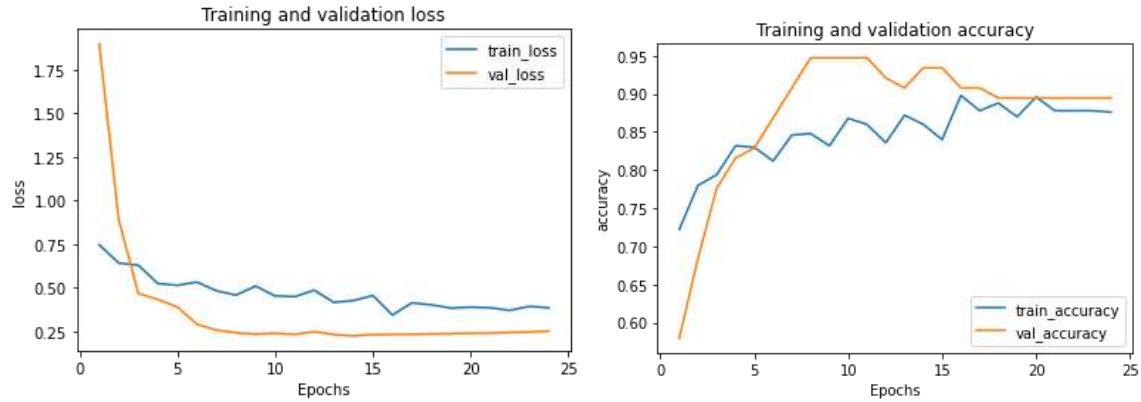 Training and validation loss
1.75
1.50
1.25
1.00
0.75
0.50
0.25
loss
train_loss
val_loss
0 5 10 15 20 25
Epochs
Training and validation accuracy
0.95
0.90
0.85
0.80
0.75
0.70
0.65
0.60
accuracy
train_accuracy
val_accuracy
0 5 10 15 20 25
Epochs